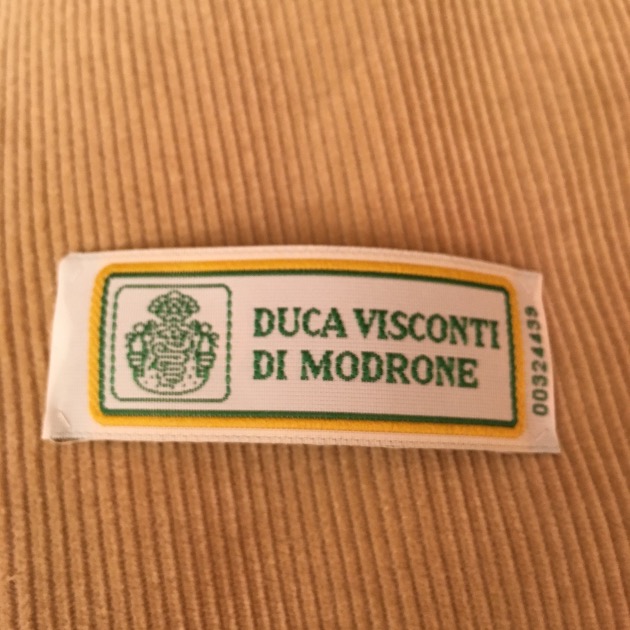 DUCA VISCONTI
DI MODRONE
00324439